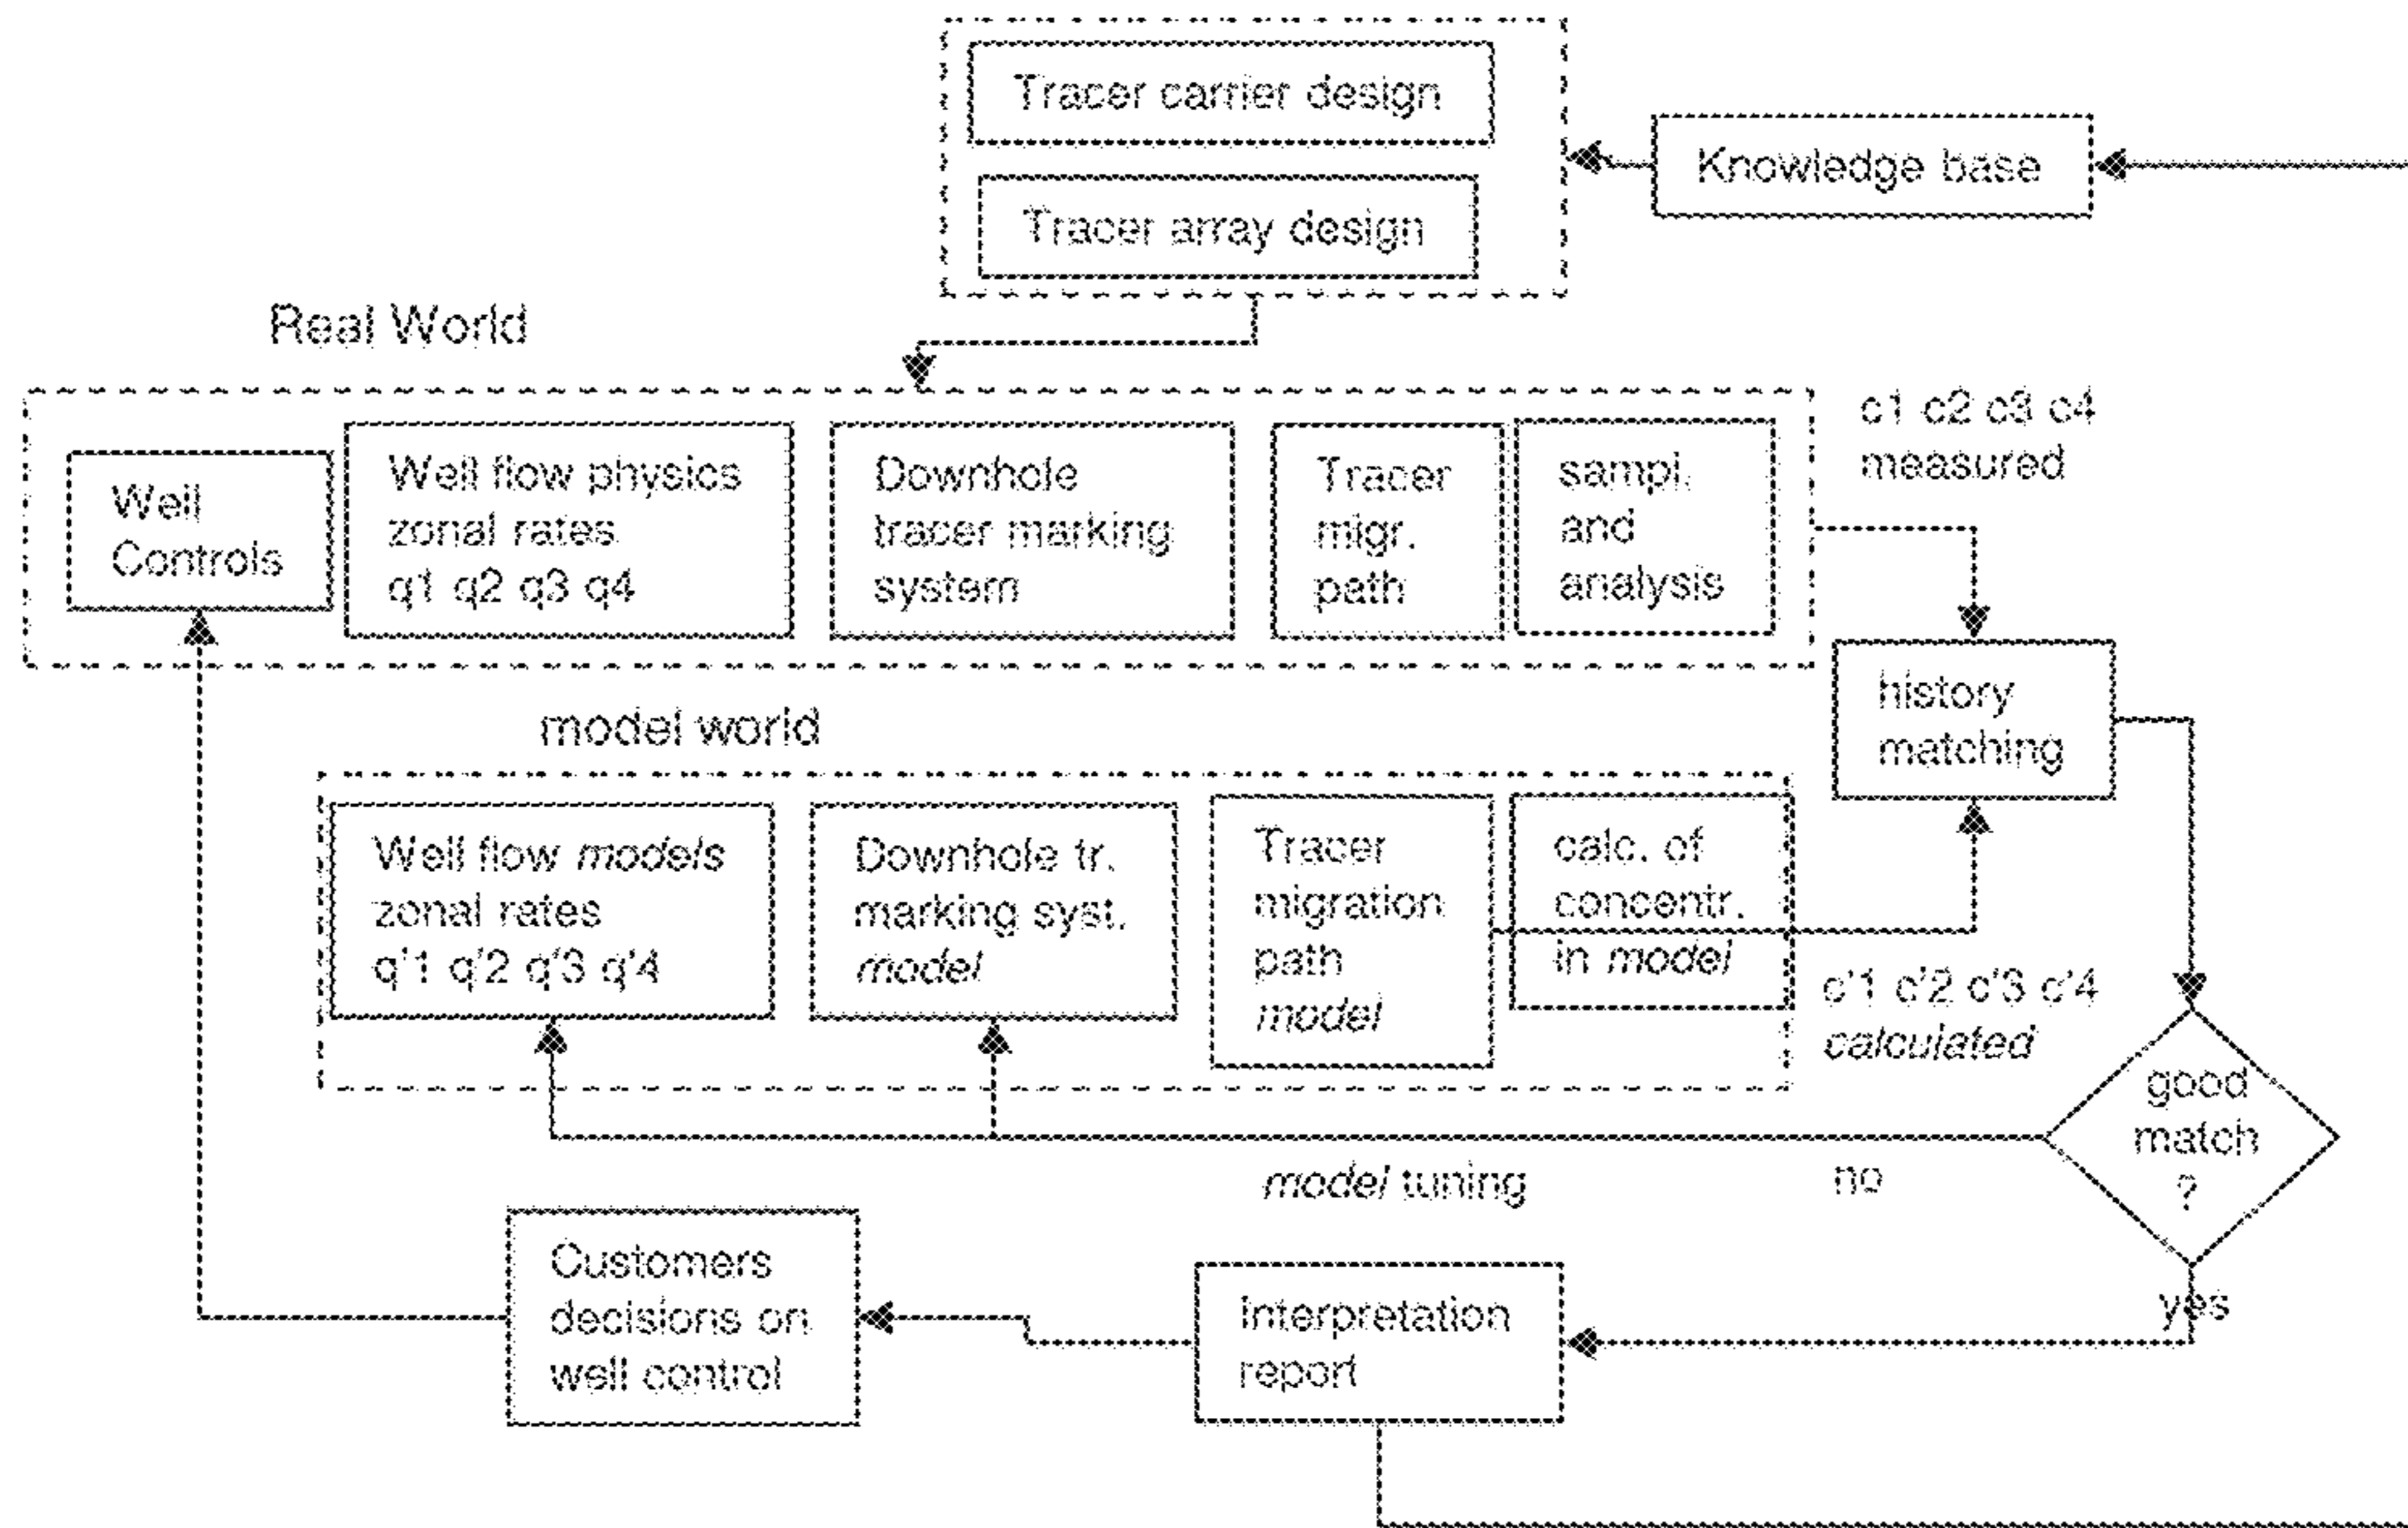 Tracer carrier design
Knowledge base
Tracer array design
Real World
c1 c2 c3 c4
measured
Well
Controls
Well flow physics
zonal rates
q1 q2 q3 q4
Downhole
tracer marking
system
Tracer
migr.
path
sampl.
and
analysis
history
matching
model world
Well flow models
zonal rates
q'1 q'2 q'3 q'4
Downhole tr.
marking syst.
model
Tracer
migration
path
model
calc. of
concentr.
in model
c'1 c'2 c'3 c'4
calculated
good
match
?
model tuning
no
yes
Customers
decisions on
well control
Interpretation
report